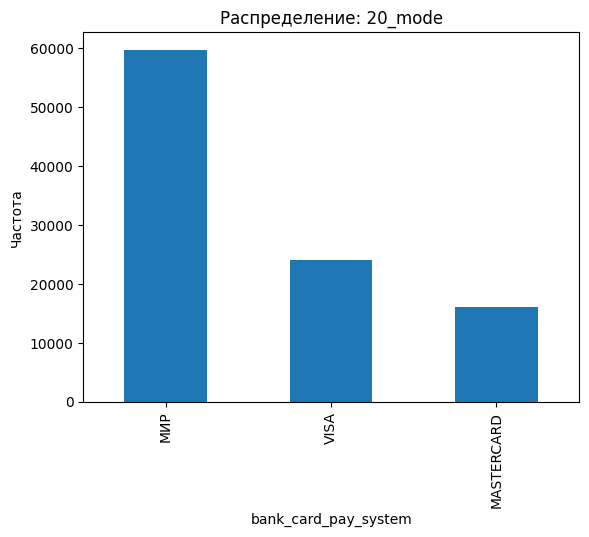 Распределение: 20_mode
Частота
60000
50000
40000
30000
20000
10000
0
МИР
VISA
MASTERCARD
bank_card_pay_system